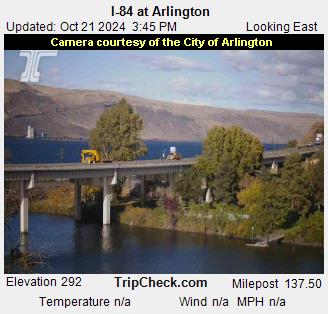 I-84 at Arlington
Updated: Oct 21 2024 3:45 PM Looking East
Camera courtesy of the City of Arlington
Elevation 292 TripCheck.com Milepost 137.50
Temperature n/a Wind n/a MPH n/a